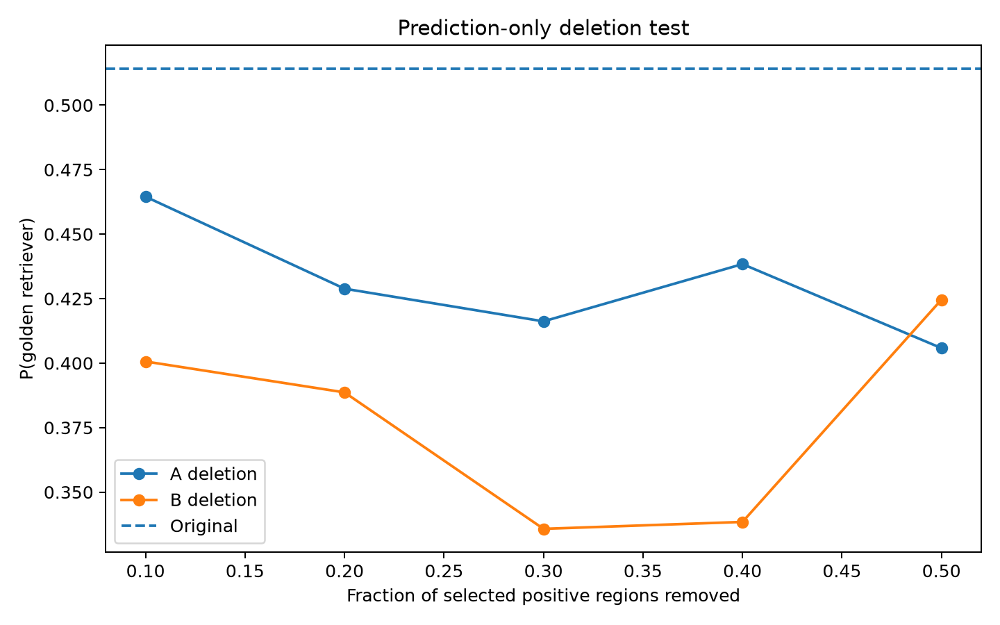 Prediction-only deletion test
P(golden retriever)
0.500
0.475
0.450
0.425
0.400
0.375
0.350
A deletion
B deletion
Original
0.10 0.15 0.20 0.25 0.30 0.35 0.40 0.45 0.50
Fraction of selected positive regions removed